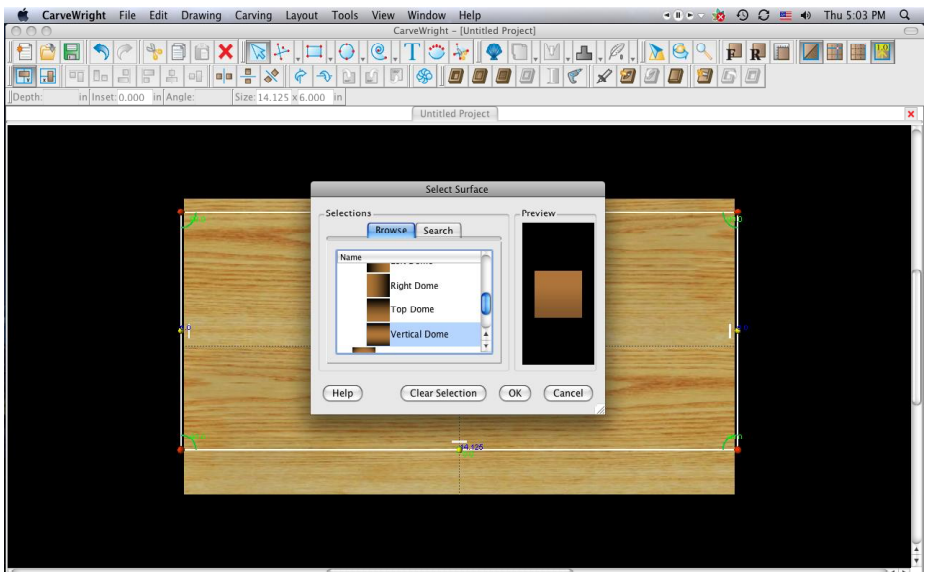 CarveWright File Edit Drawing Carving Layout Tools View Window Help Thu 5:03 PM
CarveWright - [Untitled Project]
Depth: in Inset: 0.000 in Angle: Size: 14.125 x 6.000 in
Untitled Project
Select Surface
Selections
Preview
Browse Search
Name
Right Dome
Top Dome
Vertical Dome
Help Clear Selection OK Cancel
14.125